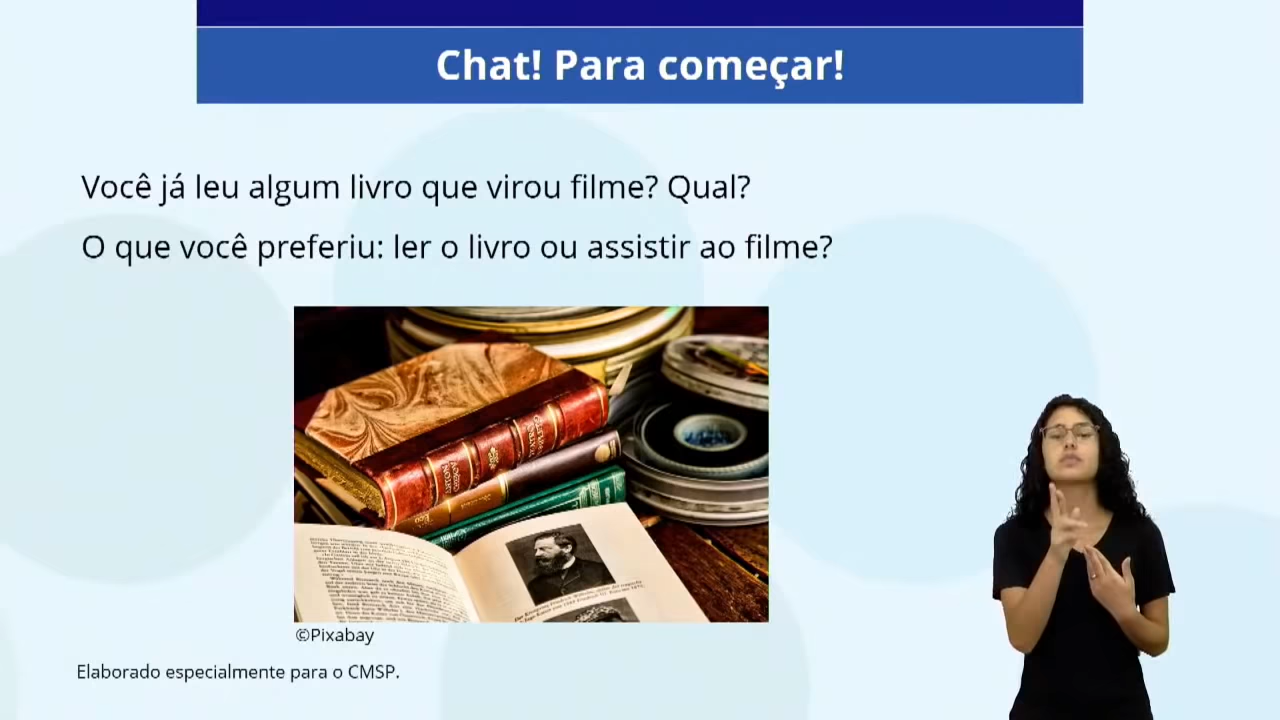 Chat! Para começar!
Você já leu algum livro que virou filme? Qual?
O que você preferiu: ler o livro ou assistir ao filme?
©Pixabay
Elaborado especialmente para o CMSP.